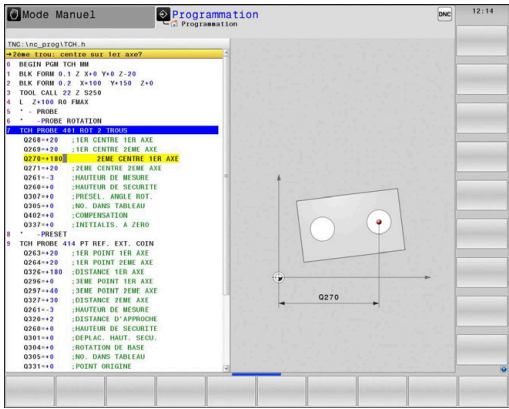 Mode Manuel
Programmation
Programmation
DNC
12:14
TNC:\nc_prog\TCH.h
→2ème trou: centre sur 1er axe?
0 BEGIN PGM TCH MM
1 BLK FORM 0.1 Z X+0 Y+0 Z-20
2 BLK FORM 0.2 X+100 Y+150 Z+0
3 TOOL CALL 22 Z S250
4 L Z+100 R0 FMAX
5 * - PROBE
6 * -PROBE ROTATION
7 TCH PROBE 401 ROT 2 TROUS
Q268=+20 ;1ER CENTRE 1ER AXE
Q269=+20 ;1ER CENTRE 2EME AXE
Q270=+180 2EME CENTRE 1ER AXE
Q271=+20 ;2EME CENTRE 2EME AXE
Q261=-3 ;HAUTEUR DE MESURE
Q260=+0 ;HAUTEUR DE SECURITE
Q307=+0 ;PRESEL. ANGLE ROT.
Q305=+0 ;NO. DANS TABLEAU
Q402=+0 ;COMPENSATION
Q337=+0 ;INITIALIS. A ZERO
8 * -PRESET
9 TCH PROBE 414 PT REF. EXT. COIN
Q263=+20 ;1ER POINT 1ER AXE
Q264=+20 ;1ER POINT 2EME AXE
Q326=+180 ;DISTANCE 1ER AXE
Q296=+0 ;3EME POINT 1ER AXE
Q297=+40 ;3EME POINT 2EME AXE
Q327=+30 ;DISTANCE 2EME AXE
Q261=-3 ;HAUTEUR DE MESURE
Q320=+2 ;DISTANCE D'APPROCHE
Q260=+0 ;HAUTEUR DE SECURITE
Q301=+0 ;DEPLAC. HAUT. SECU.
Q304=+0 ;ROTATION DE BASE
Q305=+0 ;NO. DANS TABLEAU
Q331=+0 ;POINT ORIGINE
Q270